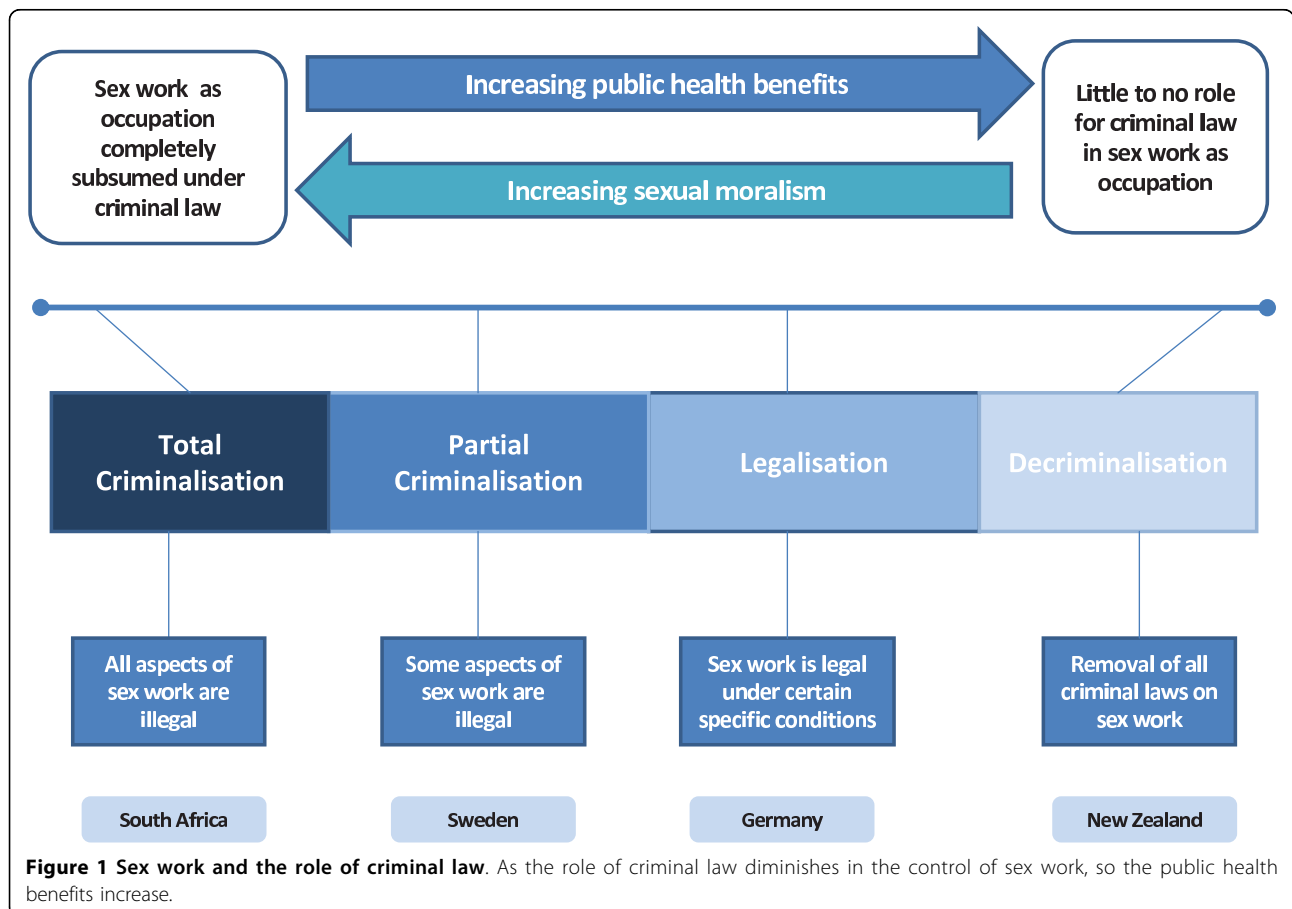 Sex work as
occupation
completely
subsumed under
criminal law
Increasing public health benefits
Increasing sexual moralism
Little to no role
for criminal law
in sex work as
occupation
Total
Criminalisation
Partial
Criminalisation
Legalisation
Decriminalisation
All aspects of
sex work are
illegal
Some aspects of
sex work are
illegal
Sex work is legal
under certain
specific conditions
Removal of all
criminal laws on
sex work
South Africa
Sweden
Germany
New Zealand
Figure 1 Sex work and the role of criminal law. As the role of criminal law diminishes in the control of sex work, so the public health
benefits increase.